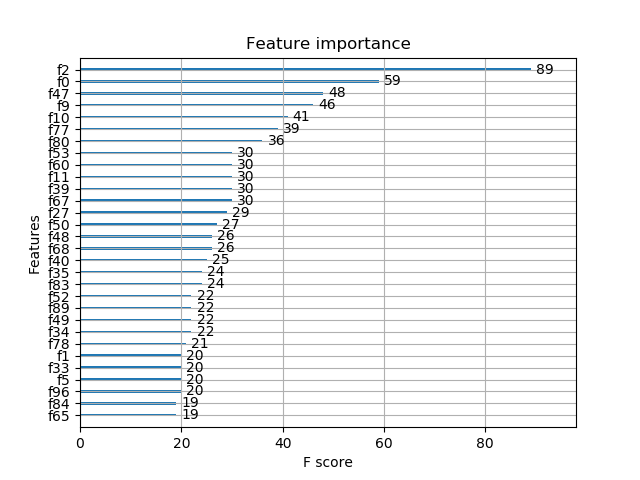 Feature importance
f2 89
f0 59
f47 48
f9 46
f10 41
f77 39
f80 36
f53 30
f60 30
f11 30
f39 30
f67 30
f27 29
f50 27
f48 26
f68 26
f40 25
f35 24
f83 24
f52 22
f89 22
f49 22
f34 22
f78 21
f1 20
f33 20
f5 20
f96 20
f84 19
f65 19
Features
0 20 40 60 80
F score